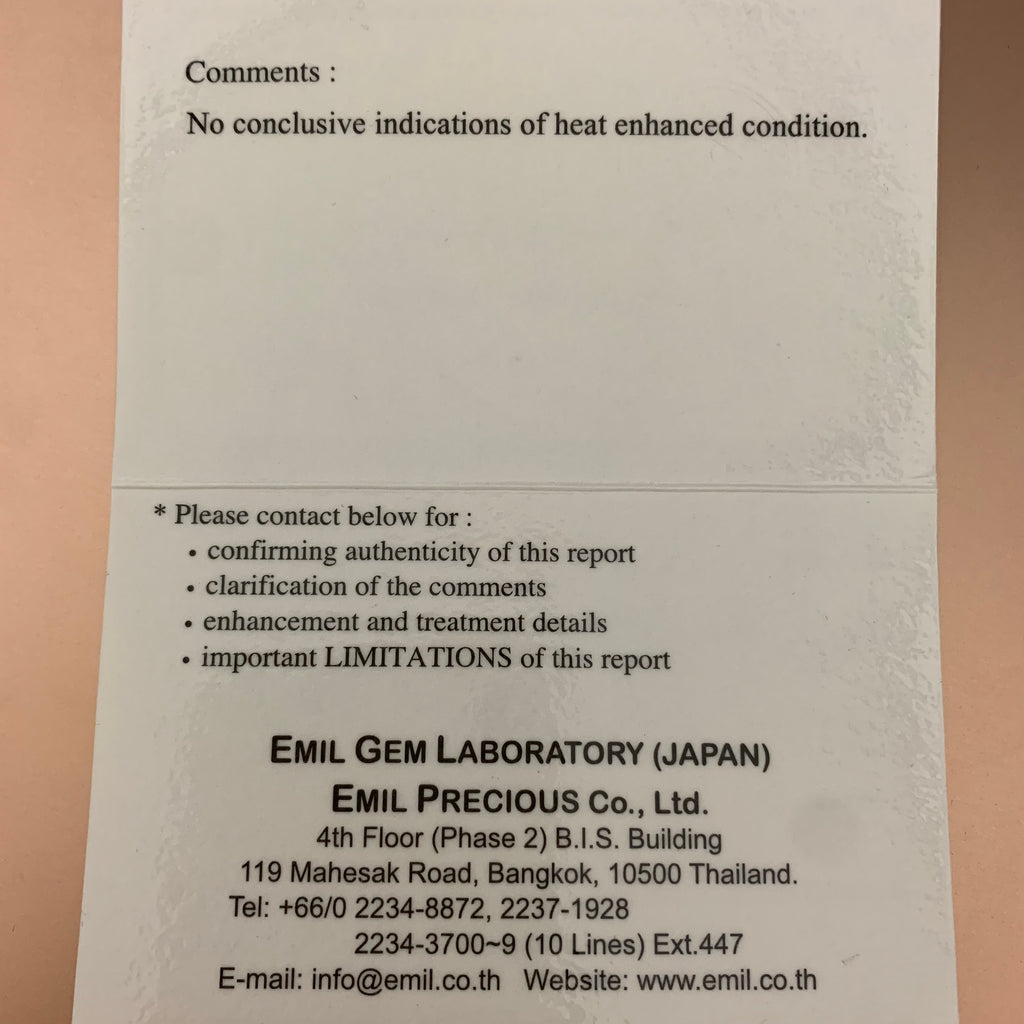 Comments :
No conclusive indications of heat enhanced condition.
* Please contact below for :
• confirming authenticity of this report
• clarification of the comments
• enhancement and treatment details
• important LIMITATIONS of this report
EMIL GEM LABORATORY (JAPAN)
EMIL PRECIOUS Co., Ltd.
4th Floor (Phase 2) B.I.S. Building
119 Mahesak Road, Bangkok, 10500 Thailand.
Tel: +66/0 2234-8872, 2237-1928
2234-3700~9 (10 Lines) Ext.447
E-mail: info@emil.co.th Website: www.emil.co.th